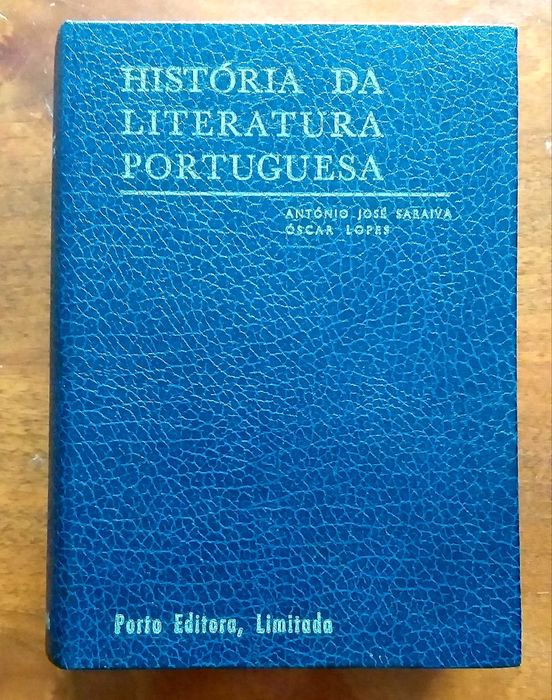 HISTÓRIA DA
LITERATURA
PORTUGUESA
ANTÓNIO JOSÉ SARAIVA
ÓSCAR LOPES
Porto Editora, Limitada